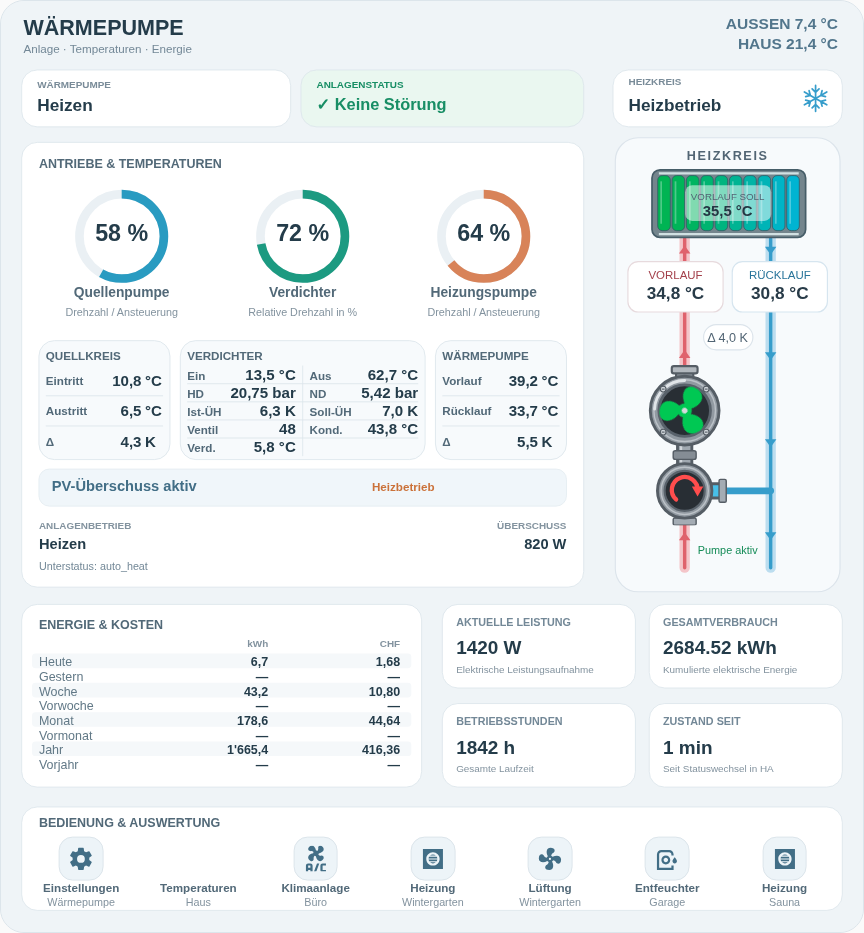 WÄRMEPUMPE
Anlage · Temperaturen · Energie
AUSSEN 7,4 °C
HAUS 21,4 °C
WÄRMEPUMPE
Heizen
ANLAGENSTATUS
✓ Keine Störung
HEIZKREIS
Heizbetrieb
ANTRIEBE & TEMPERATUREN
58 %
Quellenpumpe
Drehzahl / Ansteuerung
72 %
Verdichter
Relative Drehzahl in %
64 %
Heizungspumpe
Drehzahl / Ansteuerung
QUELLKREIS
Eintritt 10,8 °C
Austritt 6,5 °C
Δ 4,3 K
VERDICHTER
Ein 13,5 °C Aus 62,7 °C
HD 20,75 bar ND 5,42 bar
Ist-ÜH 6,3 K Soll-ÜH 7,0 K
Ventil 48 Kond. 43,8 °C
Verd. 5,8 °C
WÄRMEPUMPE
Vorlauf 39,2 °C
Rücklauf 33,7 °C
Δ 5,5 K
PV-Überschuss aktiv Heizbetrieb
ANLAGENBETRIEB ÜBERSCHUSS
Heizen 820 W
Unterstatus: auto_heat
HEIZKREIS
VORLAUF SOLL
35,5 °C
VORLAUF
34,8 °C
RÜCKLAUF
30,8 °C
Δ 4,0 K
Pumpe aktiv
ENERGIE & KOSTEN
kWh CHF
Heute 6,7 1,68
Gestern — —
Woche 43,2 10,80
Vorwoche — —
Monat 178,6 44,64
Vormonat — —
Jahr 1'665,4 416,36
Vorjahr — —
AKTUELLE LEISTUNG
1420 W
Elektrische Leistungsaufnahme
GESAMTVERBRAUCH
2684.52 kWh
Kumulierte elektrische Energie
BETRIEBSSTUNDEN
1842 h
Gesamte Laufzeit
ZUSTAND SEIT
1 min
Seit Statuswechsel in HA
BEDIENUNG & AUSWERTUNG
Einstellungen
Wärmepumpe
Temperaturen
Haus
A/C
Klimaanlage
Büro
Heizung
Wintergarten
Lüftung
Wintergarten
Entfeuchter
Garage
Heizung
Sauna